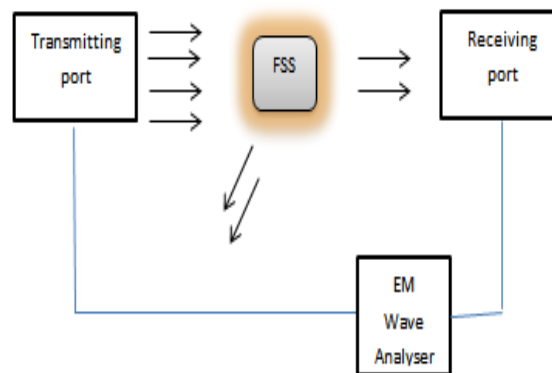 Transmitting
port
FSS
Receiving
port
EM
Wave
Analyser